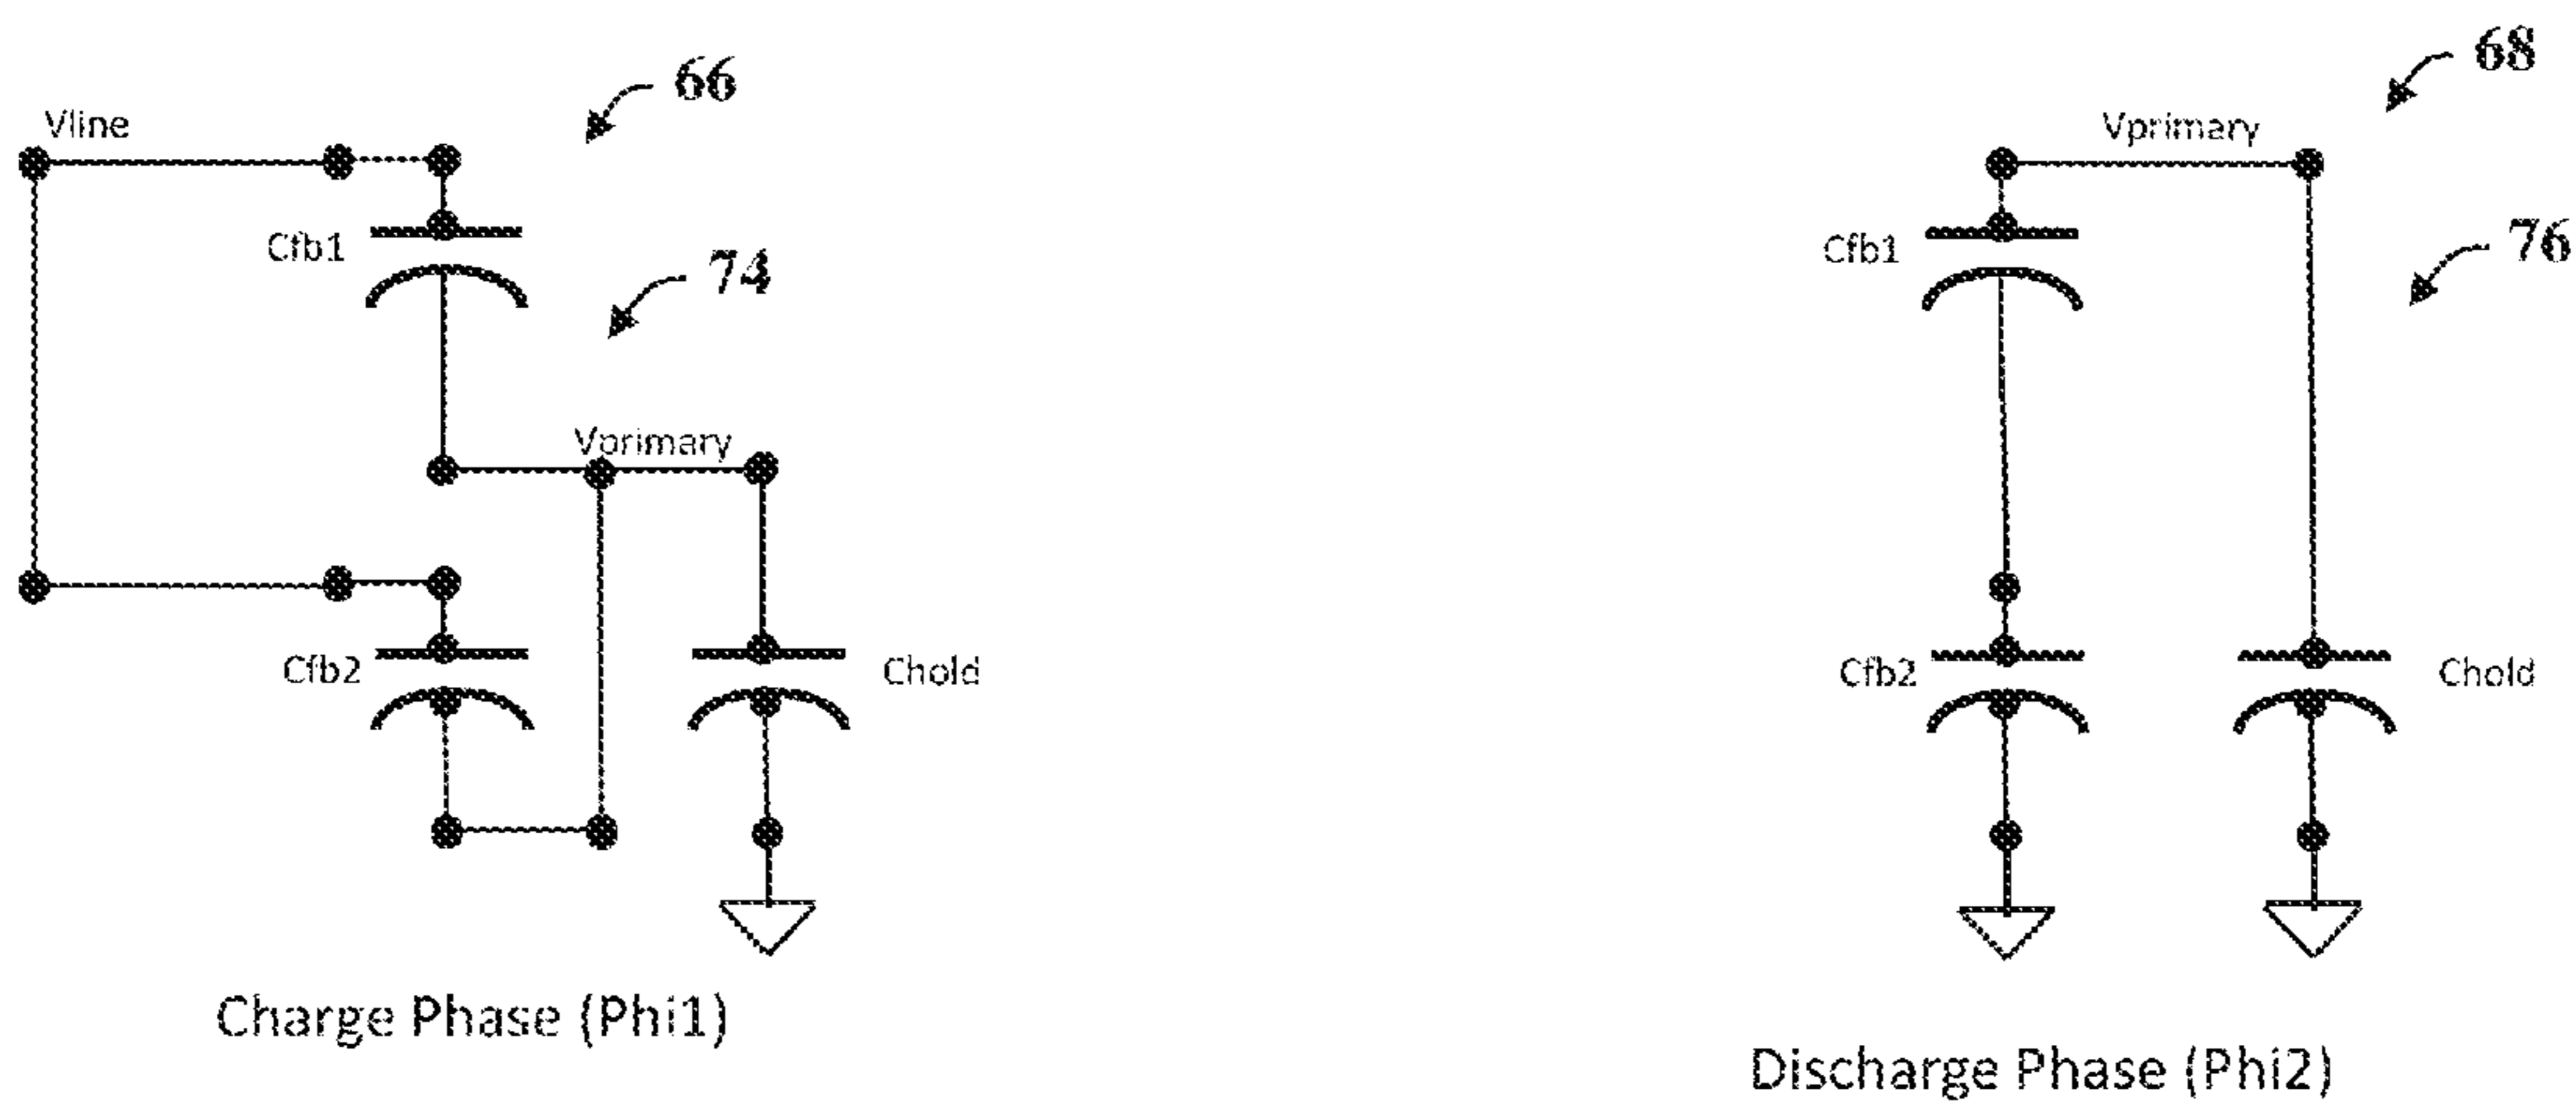 66
Vline
Cfb1
74
Vprimary
Cfb2
Chold
Charge Phase (Phi1)
68
Vprimary
Cfb1
76
Cfb2
Chold
Discharge Phase (Phi2)